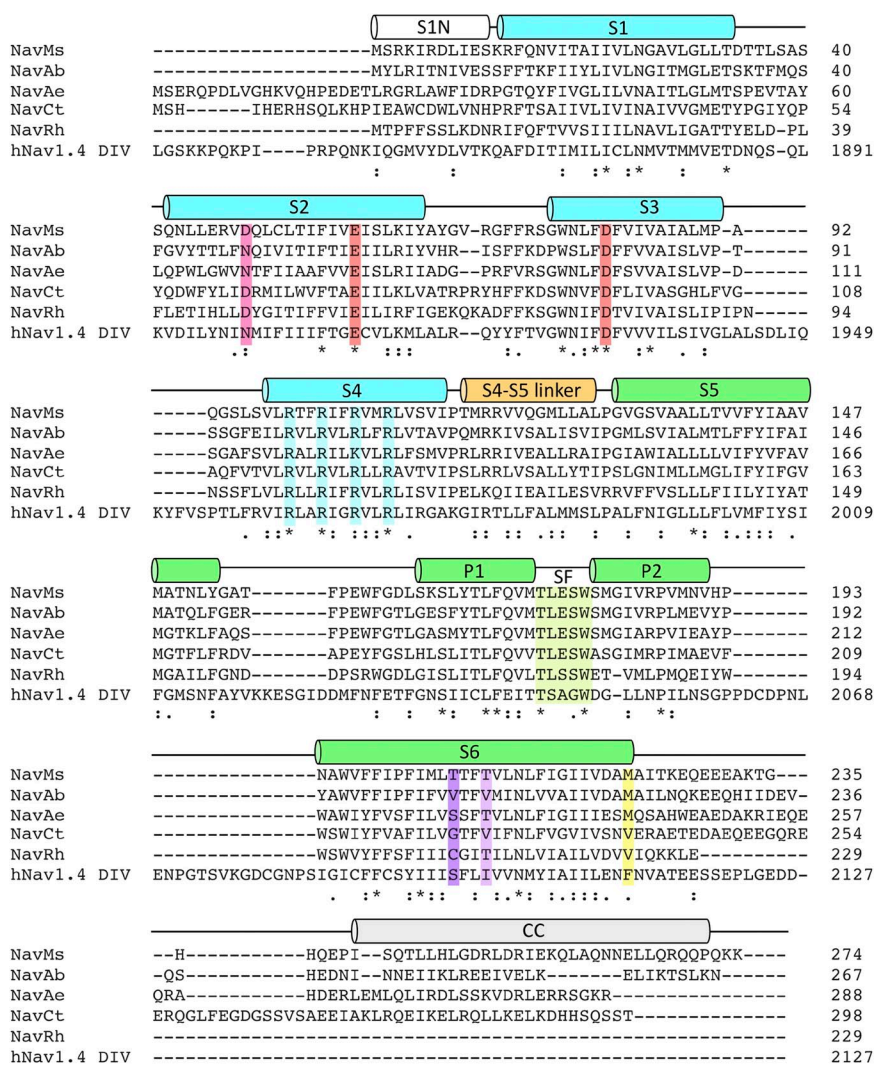 S1N S1
NavMs --------------------MSRKIRDLIESKRFQNVITAIIVLNGAVLGLLTDTTLSAS 40
NavAb --------------------MYLRITNIVESSFFTKFIIYLIVLNGITMGLETSKTFMQS 40
NavAe MSERQPDLVGHKVQHPEDETLRGRLAWFIDRPGTQYFIVGLILVNAITLGLMTSPEVTAY 60
NavCt MSH------IHERHSQLKHPIEAWCDWLVNHPRFTSAIIVLIVINAIVVGMETYPGIYQP 54
NavRh --------------------MTPFFSSLKDNRIFQFTVVSIIILNAVLIGATTYELD-PL 39
hNav1.4 DIV LGSKKPQKPI----PRPQNKIQGMVYDLVTKQAFDITIMILICLNMVTMMVETDNQS-QL 1891
: : : :* :* : *
S2 S3
NavMs SQNLLERVDQLCLTIFIVEISLKIYAYGV-RGFFRSGWNLFDFVIVAIALMP-A------ 92
NavAb FGVYTTLFNQIVITIFTIEIILRIYVHR--ISFFKDPWSLFDFFVVAISLVP-T------ 91
NavAe LQPWLGWVNTFIIAAFVVEISLRIIADG--PRFVRSGWNIFDFSVVAISLVP-D------ 111
NavCt YQDWFYLIDRMILWVFTAEIILKLVATRPRYHFFKDSWNVFDFLIVASGHLFVG------ 108
NavRh FLETIHLLDYGITIFFVIEILIRFIGEKQKADFFKSGWNIFDTVIVAISLIPIPN----- 94
hNav1.4 DIV KVDILYNINMIFIIIFTGECVLKMLALR--QYYFTVGWNIFDFVVVILSIVGLALSDLIQ 1949
.: * * ::: : *.:** :* . :
S4 S4-S5 linker S5
NavMs -----QGSLSVLRTFRIFRVMRLVSVIPTMRRVVQGMLLALPGVGSVAALLTVVFYIAAV 147
NavAb -----SSGFEILRVLRVLRLFRLVTAVPQMRKIVSALISVIPGMLSVIALMTLFFYIFAI 146
NavAe -----SGAFSVLRALRILKVLRLFSMVPRLRRIVEALIRAIPGIAWIALLLLVIFYVFAV 166
NavCt -----AQFVTVLRVLRVLRLLRAVTVIPSLRRLVSALLYTIPSLGNIMLLMGLIFYIFGV 163
NavRh -----NSSFLVLRLLRIFRVLRLISVIPELKQIIEAILESVRRVFFVSLLLFIILYIYAT 149
hNav1.4 DIV KYFVSPTLFRVIRLARIGRVLRLIRGAKGIRTLLFALMMSLPALFNIGLLLFLVMFIYSI 2009
. ::* *: ::* : :: :: .:: : : : *: :.::: .
P1 SF P2
NavMs MATNLYGAT-------FPEWFGDLSKSLYTLFQVMTLESWSMGIVRPVMNVHP------- 193
NavAb MATQLFGER-------FPEWFGTLGESFYTLFQVMTLESWSMGIVRPLMEVYP------- 192
NavAe MGTKLFAQS-------FPEWFGTLGASMYTLFQVMTLESWSMGIARPVIEAYP------- 212
NavCt MGTFLFRDV-------APEYFGSLHLSLITLFQVVTLESWASGIMRPIMAEVF------- 209
NavRh MGAILFGND-------DPSRWGDLGISLITLFQVLTLSSWET-VMLPMQEIYW------- 194
hNav1.4 DIV FGMSNFAYVKKESGIDDMFNFETFGNSIICLFEITTSAGWDG-LLNPILNSGPPDCDPNL 2068
:. : : : *: **:: * .* : *:
S6
NavMs NAWVFFIPFIMLTTFTVLNLFIGIIVDAMAITKEQEEEAKTG--- 235
NavAb YAWVFFIPFIFVVTFVMINLVVAIIVDAMAILNQKEEQHIIDEV- 236
NavAe WAWIYFVSFILVSSFTVLNLFIGIIIESMQSAHWEAEDAKRIEQE 257
NavCt WSWIYFVAFILVGTFVIFNLFVGVIVSNVERAETEDAQEEGQRE 254
NavRh WSWVYFFSFIIICGITILNLVIAILVDVVIQKKLE--------- 229
hNav1.4 DIV ENPGTSVKGDCGNPSIGICFFCSYIIISFLIVVNMYIAIILENFNVATEESSEPLGEDD- 2127
. :* :* : : :.*: :.:::. . :
CC
NavMs --H---------HQEPI--SQTLLHLGDRLDRIEKQLAQNNELLQRQQPQKK---- 274
NavAb -QS---------HEDNI--NNEIIKLREEIVELK-------ELIKTSLKN------ 267
NavAe QRA---------HDERLEMLQLIRDLSSKVDRLERRSGKR---------------- 288
NavCt ERQGLFEGDGSSVSAEEIAKLRQEIKELRQLLKELKDHHSQSST------------ 298
NavRh ------------------------------------------------------- 229
hNav1.4 DIV ------------------------------------------------------- 2127